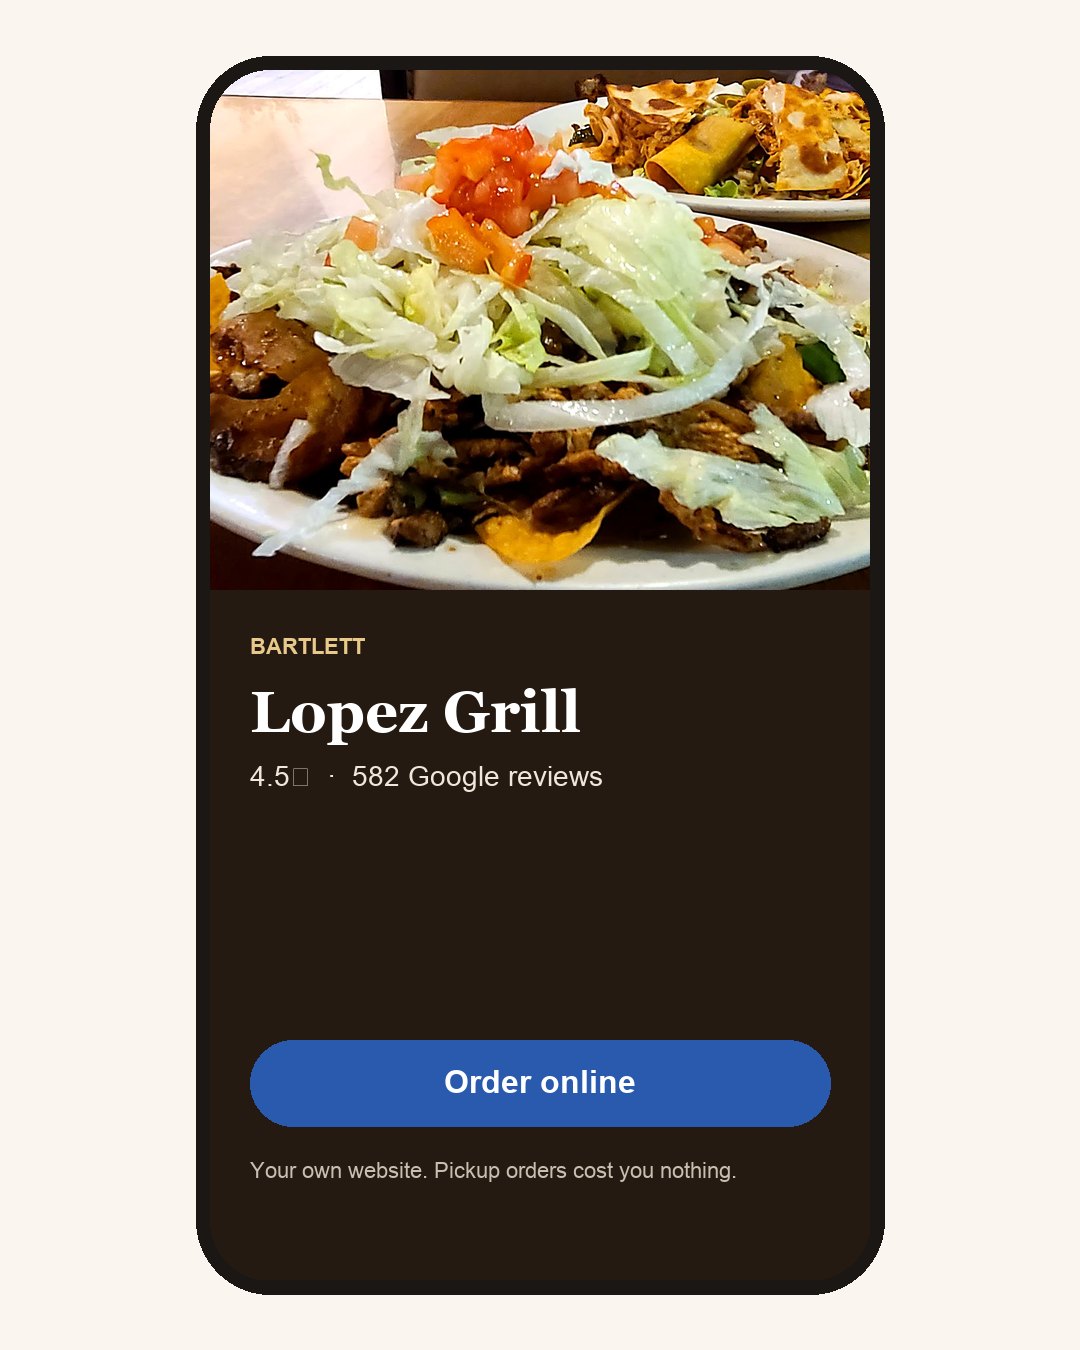 BARTLETT
Lopez Grill
4.5□ · 582 Google reviews
Order online
Your own website. Pickup orders cost you nothing.